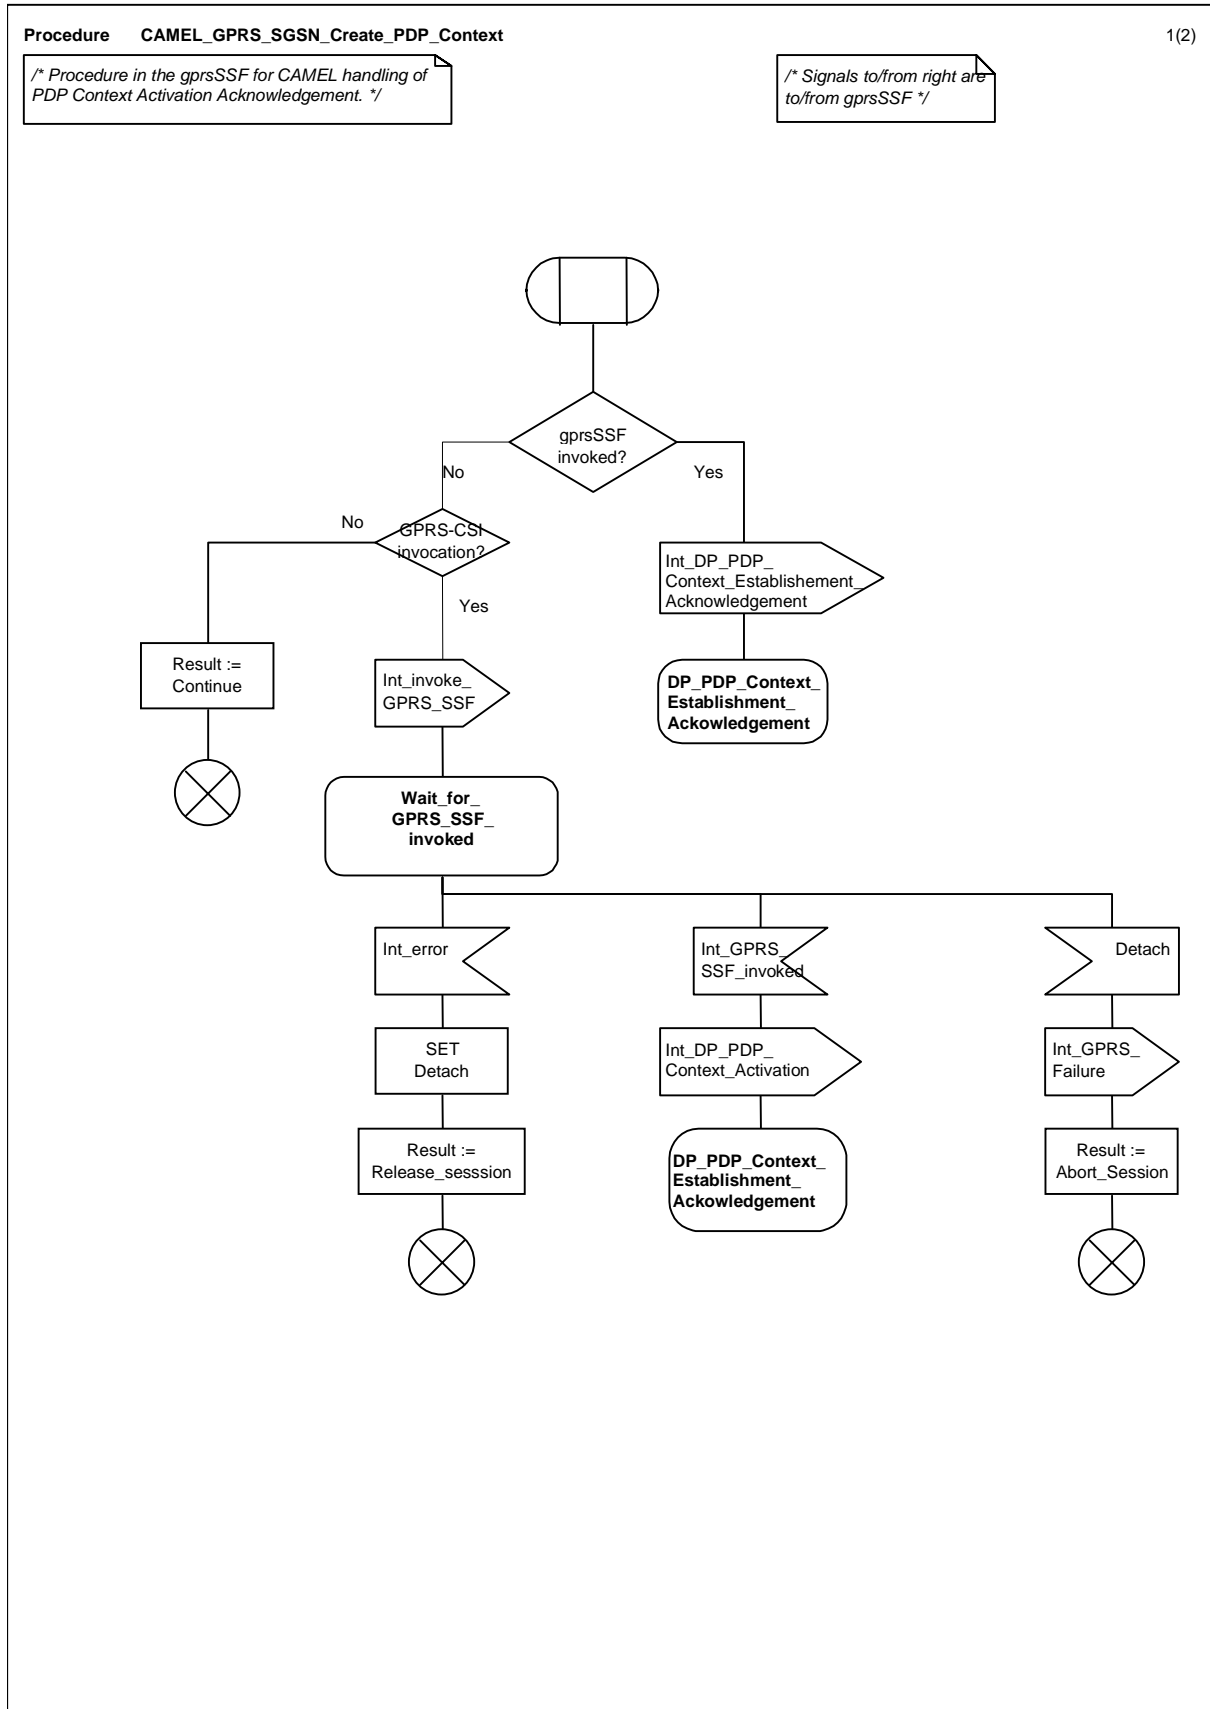 Procedure CAMEL_GPRS_SGSN_Create_PDP_Context
1(2)
/* Procedure in the gprsSSF for CAMEL handling of
PDP Context Activation Acknowledgement. */
/* Signals to/from right are
to/from gprsSSF */
gprsSSF
invoked?
No
Yes
No
GPRS-CSI
invocation?
Yes
Int_DP_PDP_
Context_Establishement_
Acknowledgement
Result :=
Continue
Int_invoke_
GPRS_SSF
DP_PDP_Context_
Establishment_
Ackowledgement
Wait_for_
GPRS_SSF_
invoked
Int_error
Int_GPRS_
SSF_invoked
Detach
SET
Detach
Int_DP_PDP_
Context_Activation
Int_GPRS_
Failure
Result :=
Release_sesssion
DP_PDP_Context_
Establishment_
Ackowledgement
Result :=
Abort_Session